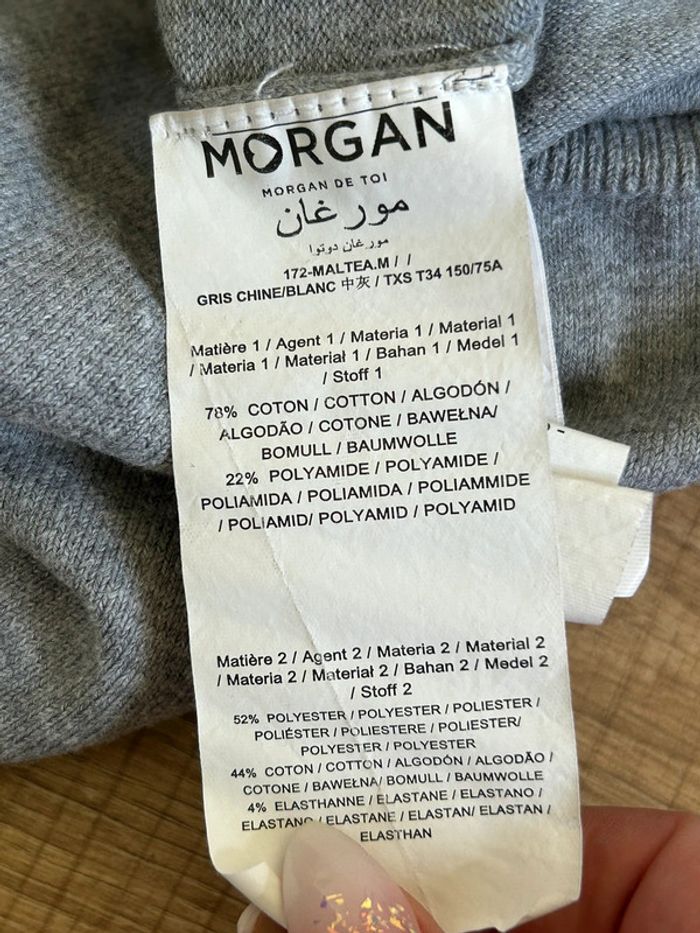 MORGAN
MORGAN DE TOI
مورغان
مورغان دوتوا
172-MALTEA.M / /
GRIS CHINE/BLANC 中灰 / TXS T34 150/75A
Matière 1 / Agent 1 / Materia 1 / Material 1
/ Materia 1 / Materiał 1 / Bahan 1 / Medel 1
/ Stoff 1
78% COTON / COTTON / ALGODÓN /
ALGODÃO / COTONE / BAWEŁNA/
BOMULL / BAUMWOLLE
22% POLYAMIDE / POLYAMIDE /
POLIAMIDA / POLIAMIDA / POLIAMMIDE
/ POLIAMID/ POLYAMID / POLYAMID
Matière 2 / Agent 2 / Materia 2 / Material 2
/ Materia 2 / Materiał 2 / Bahan 2 / Medel 2
/ Stoff 2
52% POLYESTER / POLYESTER / POLIESTER /
POLIÉSTER / POLIESTERE / POLIESTER/
POLYESTER / POLYESTER
44% COTON / COTTON / ALGODÓN / ALGODÃO /
COTONE / BAWEŁNA/ BOMULL / BAUMWOLLE
4% ELASTHANNE / ELASTANE / ELASTANO /
ELASTANO / ELASTANE / ELASTAN/ ELASTAN /
ELASTHAN